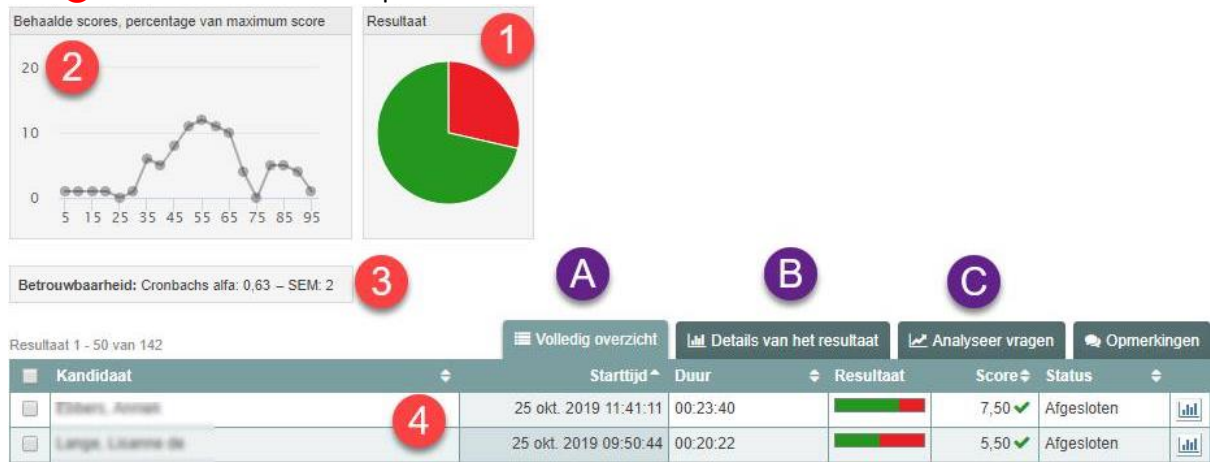 Behaalde scores, percentage van maximum score
Resultaat
1
2
20
10
0
5 15 25 35 45 55 65 75 85 95
Betrouwbaarheid: Cronbachs alfa: 0,63 – SEM: 2
3
A
B
C
Resultaat 1 - 50 van 142
Volledig overzicht
Details van het resultaat
Analyseer vragen
Opmerkingen
Kandidaat Starttijd Duur Resultaat Score Status
25 okt. 2019 11:41:11 00:23:40 7,50 Afgesloten
4
25 okt. 2019 09:50:44 00:20:22 5,50 Afgesloten